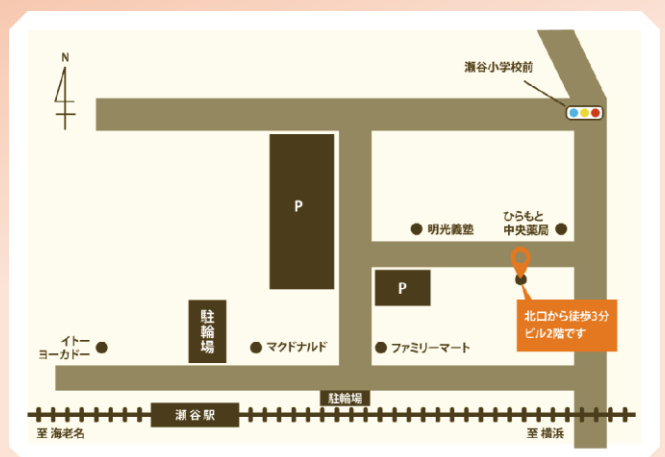 N
瀬谷小学校前
P
明光義塾
ひらもと
中央薬局
P
北口から徒歩3分
ビル2階です
駐輪場
イトー
ヨーカドー
マクドナルド
ファミリーマート
駐輪場
瀬谷駅
至 海老名
至 横浜